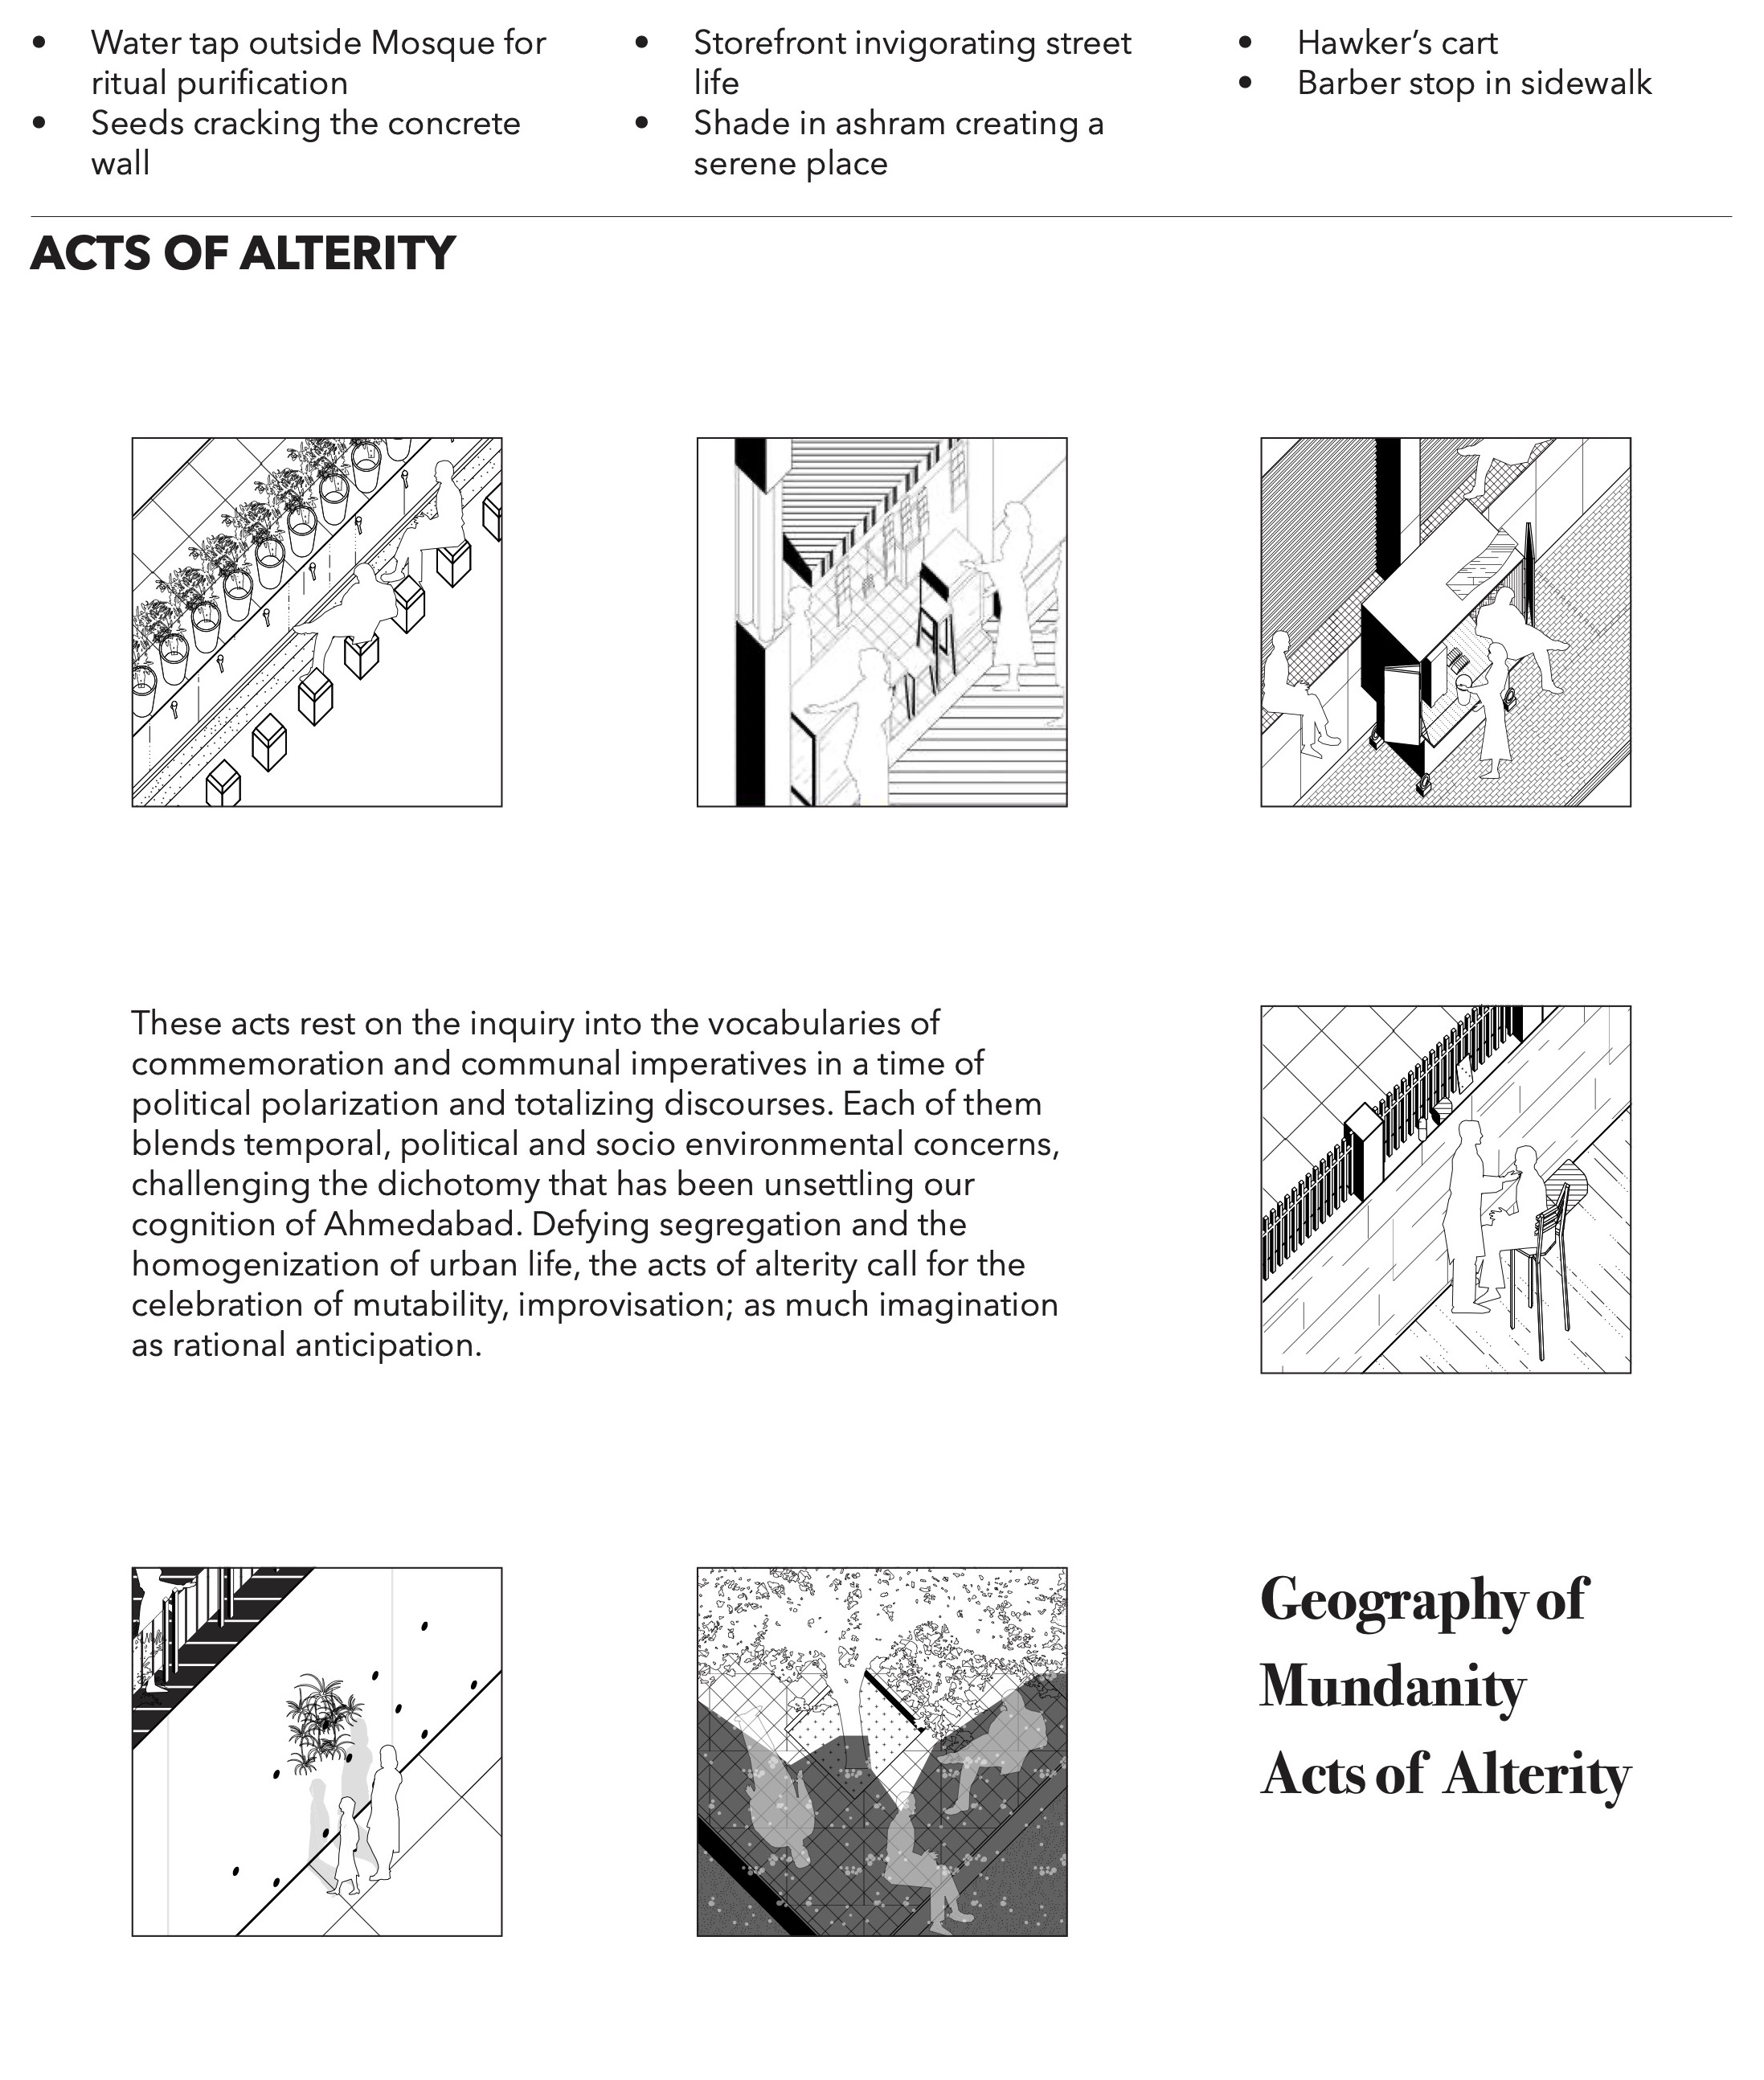 • Water tap outside Mosque for
ritual purification
• Seeds cracking the concrete
wall
• Storefront invigorating street
life
• Shade in ashram creating a
serene place
• Hawker’s cart
• Barber stop in sidewalk
ACTS OF ALTERITY
These acts rest on the inquiry into the vocabularies of
commemoration and communal imperatives in a time of
political polarization and totalizing discourses. Each of them
blends temporal, political and socio environmental concerns,
challenging the dichotomy that has been unsettling our
cognition of Ahmedabad. Defying segregation and the
homogenization of urban life, the acts of alterity call for the
celebration of mutability, improvisation; as much imagination
as rational anticipation.
Geography of
Mundanity
Acts of Alterity